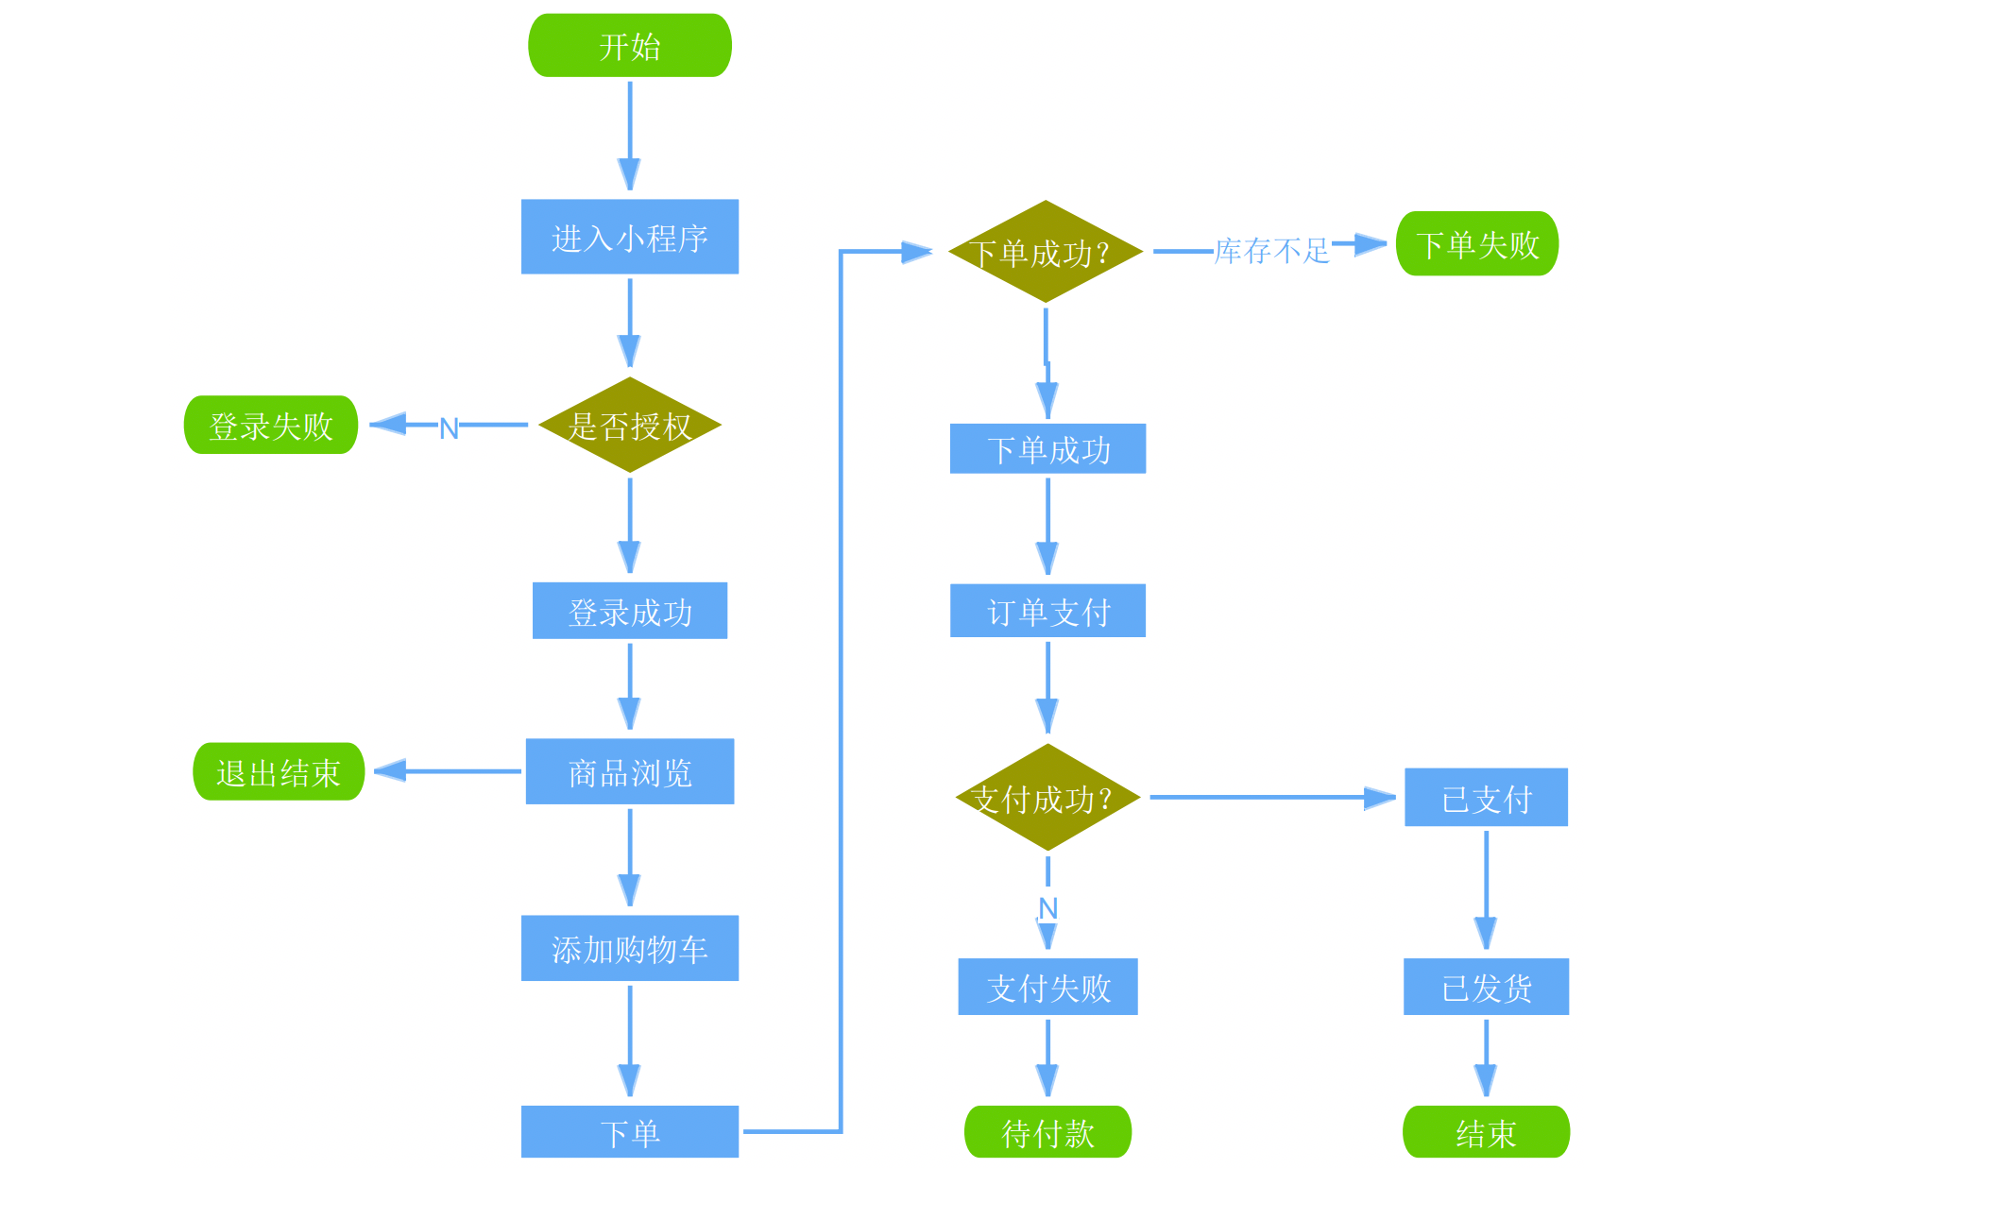 开始
进入小程序
是否授权
N
登录失败
登录成功
商品浏览
退出结束
添加购物车
下单
下单成功?
库存不足
下单失败
下单成功
订单支付
支付成功?
N
支付失败
待付款
已支付
已发货
结束